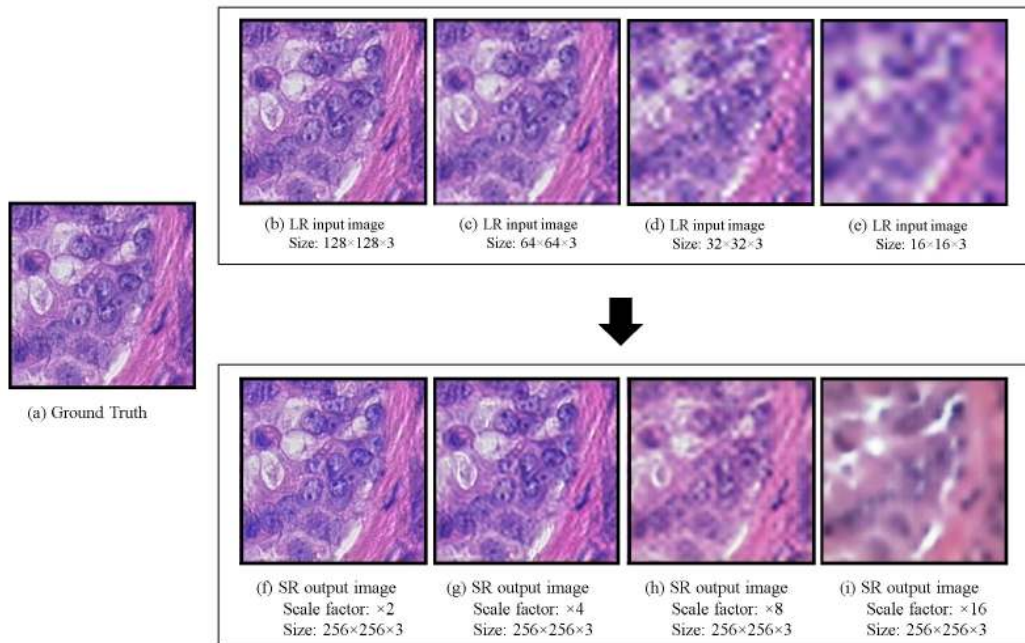 (b) LR input image
Size: 128×128×3
(c) LR input image
Size: 64×64×3
(d) LR input image
Size: 32×32×3
(e) LR input image
Size: 16×16×3
(a) Ground Truth
(f) SR output image
Scale factor: ×2
Size: 256×256×3
(g) SR output image
Scale factor: ×4
Size: 256×256×3
(h) SR output image
Scale factor: ×8
Size: 256×256×3
(i) SR output image
Scale factor: ×16
Size: 256×256×3